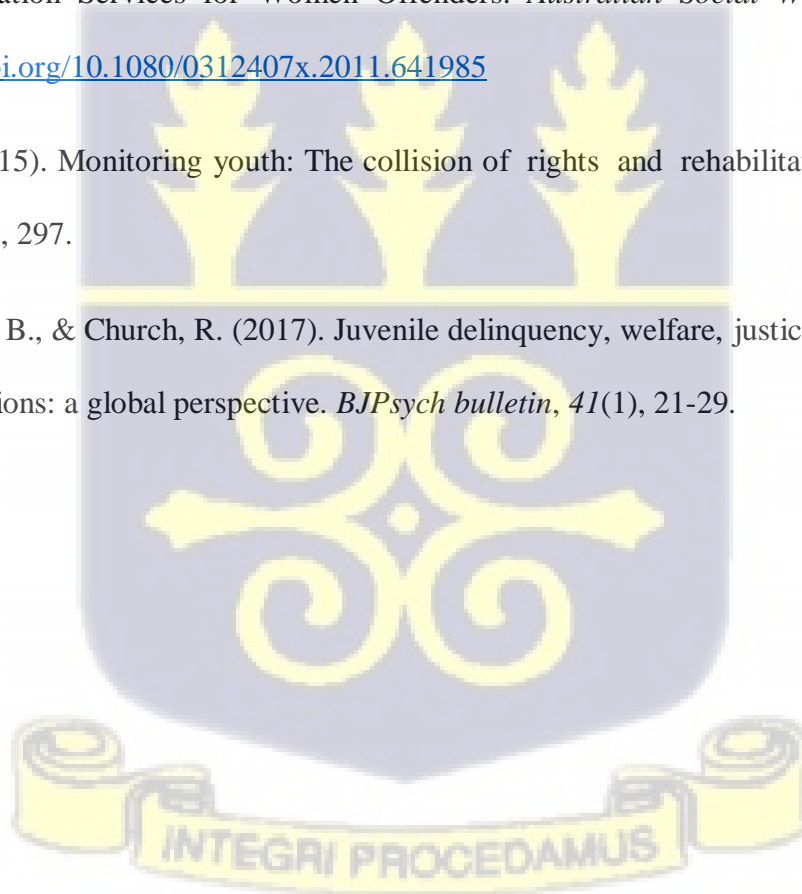 ation Services for Women Offenders. Australian Social W
oi.org/10.1080/0312407x.2011.641985
15). Monitoring youth: The collision of rights and rehabilita
, 297.
B., & Church, R. (2017). Juvenile delinquency, welfare, justic
ions: a global perspective. BJPsych bulletin, 41(1), 21-29.
INTEGRI PROCEDAMUS